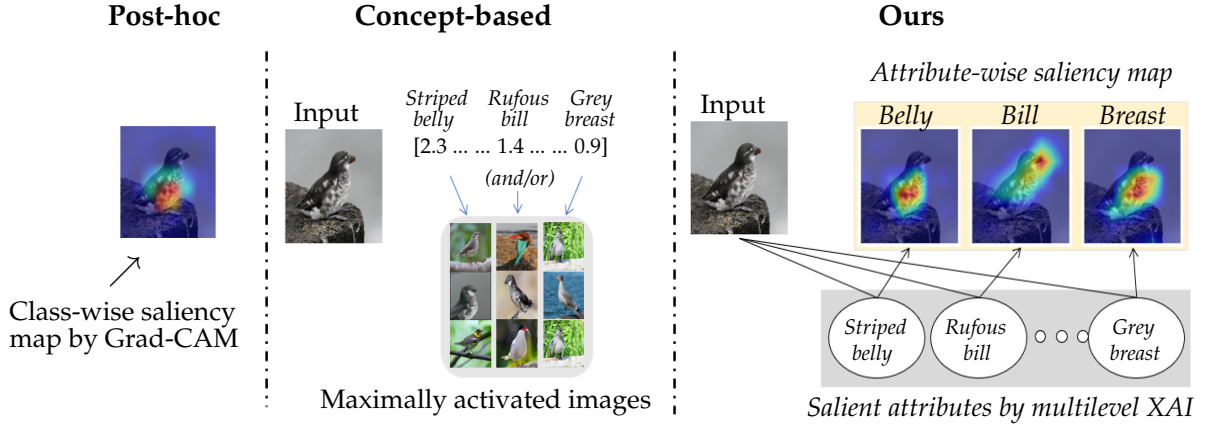 Post-hoc
Class-wise saliency
map by Grad-CAM
Concept-based
Input
Striped
belly
Rufous
bill
Grey
breast
[2.3 ... ... 1.4 ... ... 0.9]
(and/or)
Maximally activated images
Ours
Input
Attribute-wise saliency map
Belly
Bill
Breast
Striped
belly
Rufous
bill
Grey
breast
Salient attributes by multilevel XAI